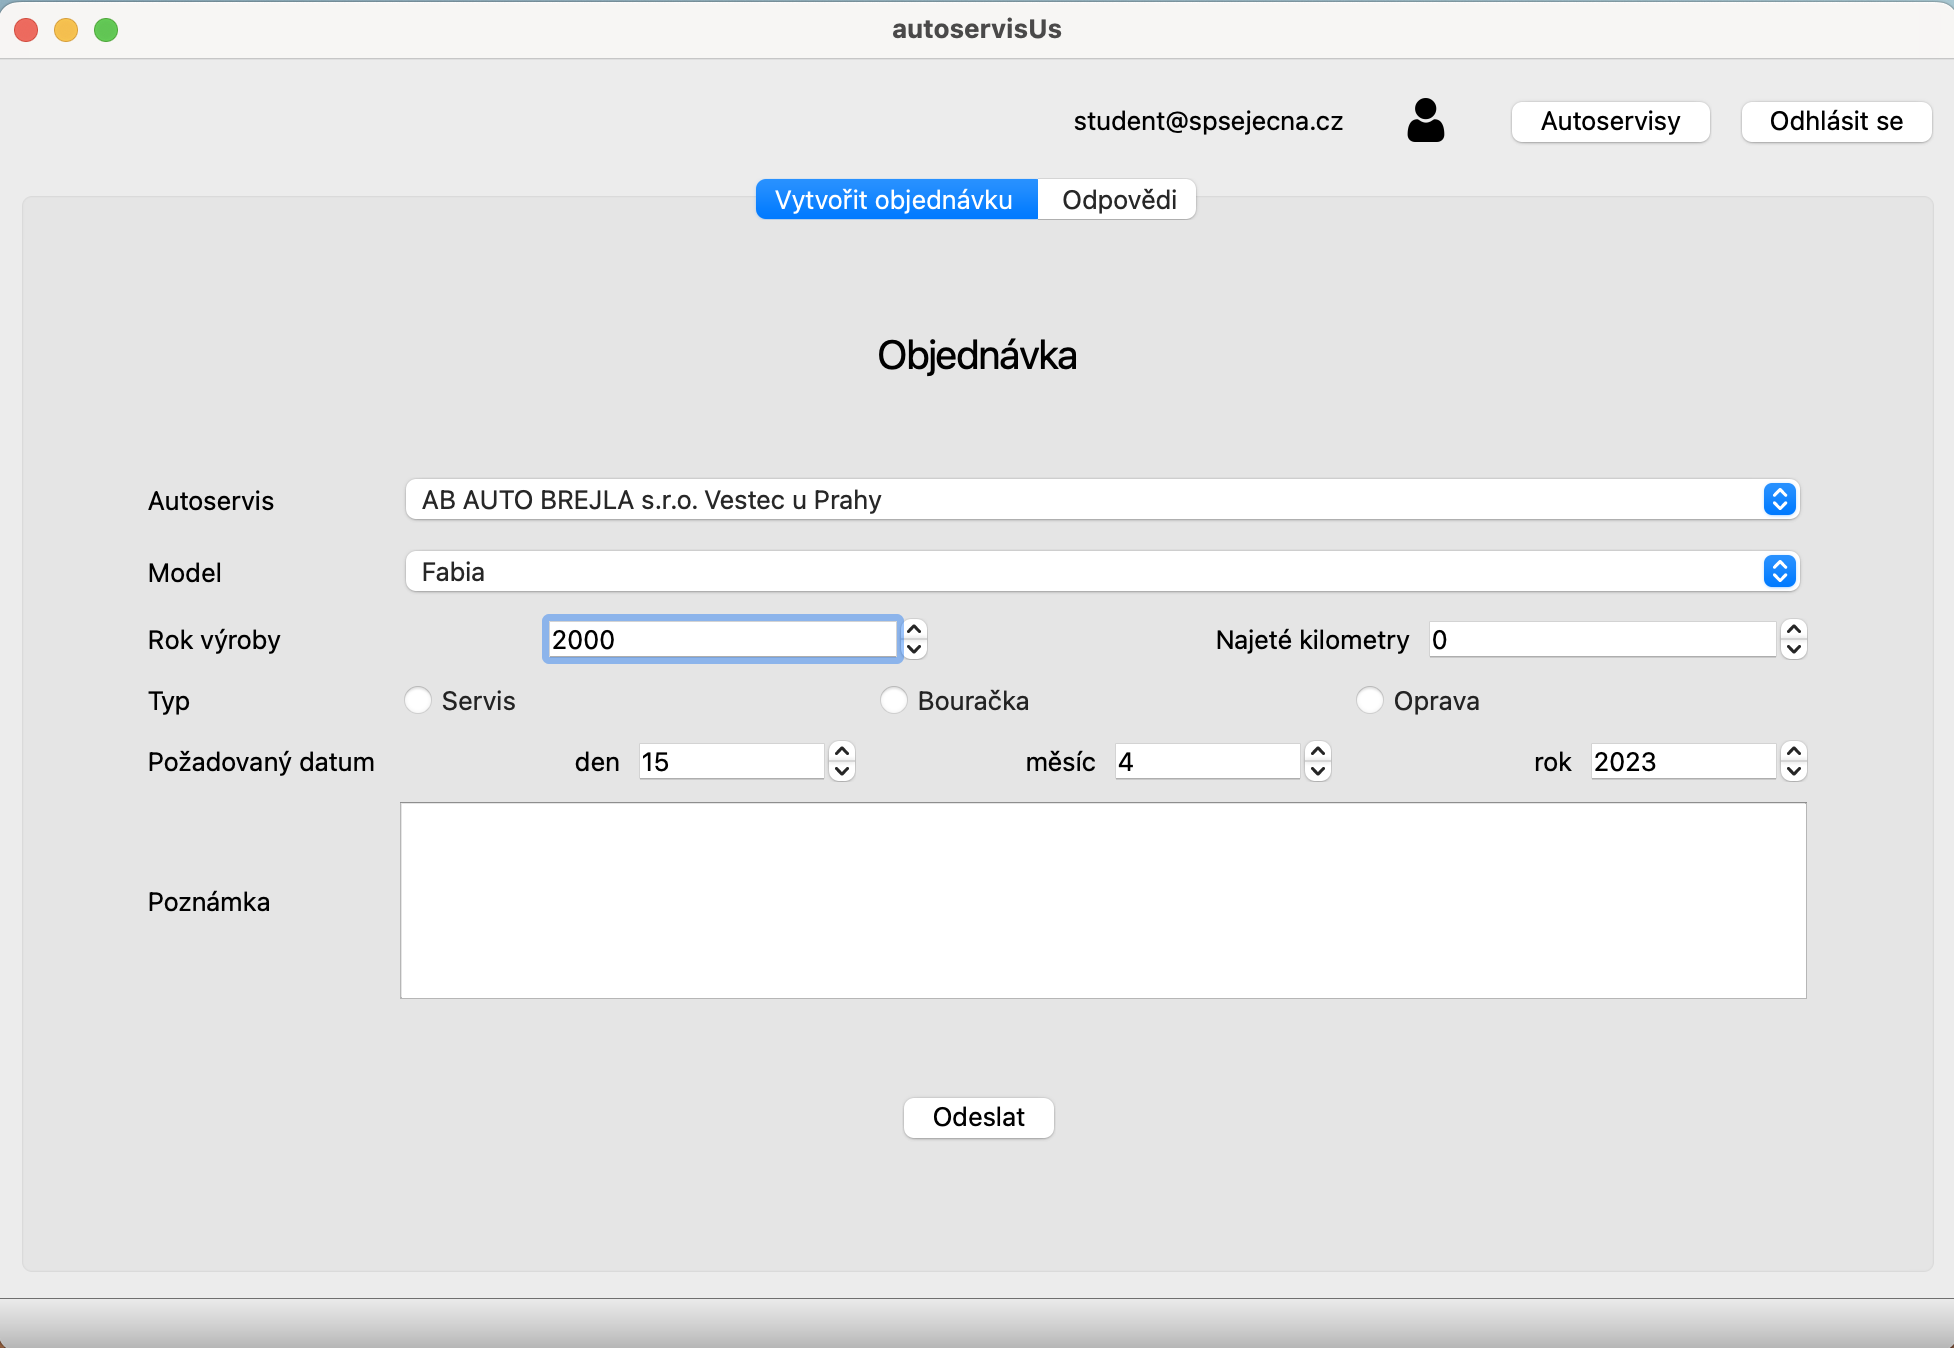 autoservisUs
student@spsejecna.cz Autoservisy Odhlásit se
Vytvořit objednávku Odpovědi
Objednávka
Autoservis AB AUTO BREJLA s.r.o. Vestec u Prahy
Model Fabia
Rok výroby 2000 Najeté kilometry 0
Typ Servis Bouračka Oprava
Požadovaný datum den 15 měsíc 4 rok 2023
Poznámka
Odeslat